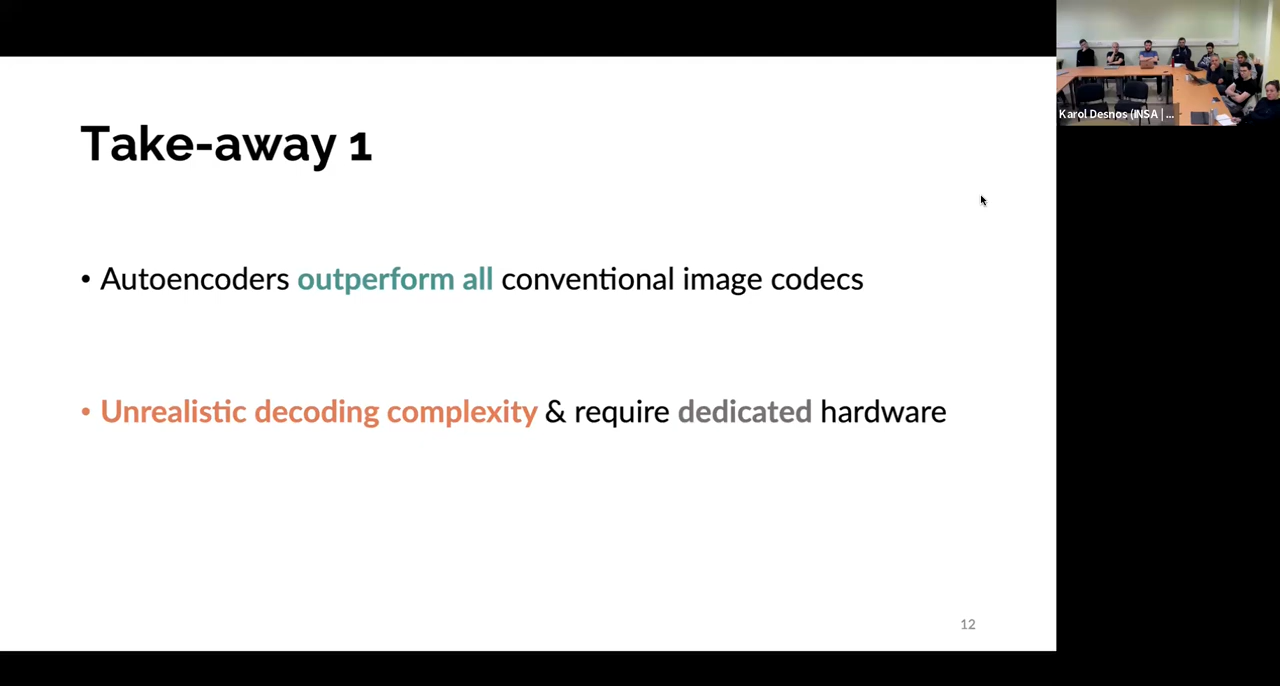 Take-away 1
• Autoencoders outperform all conventional image codecs
• Unrealistic decoding complexity & require dedicated hardware
12
Karol Desnos (INSA | ...